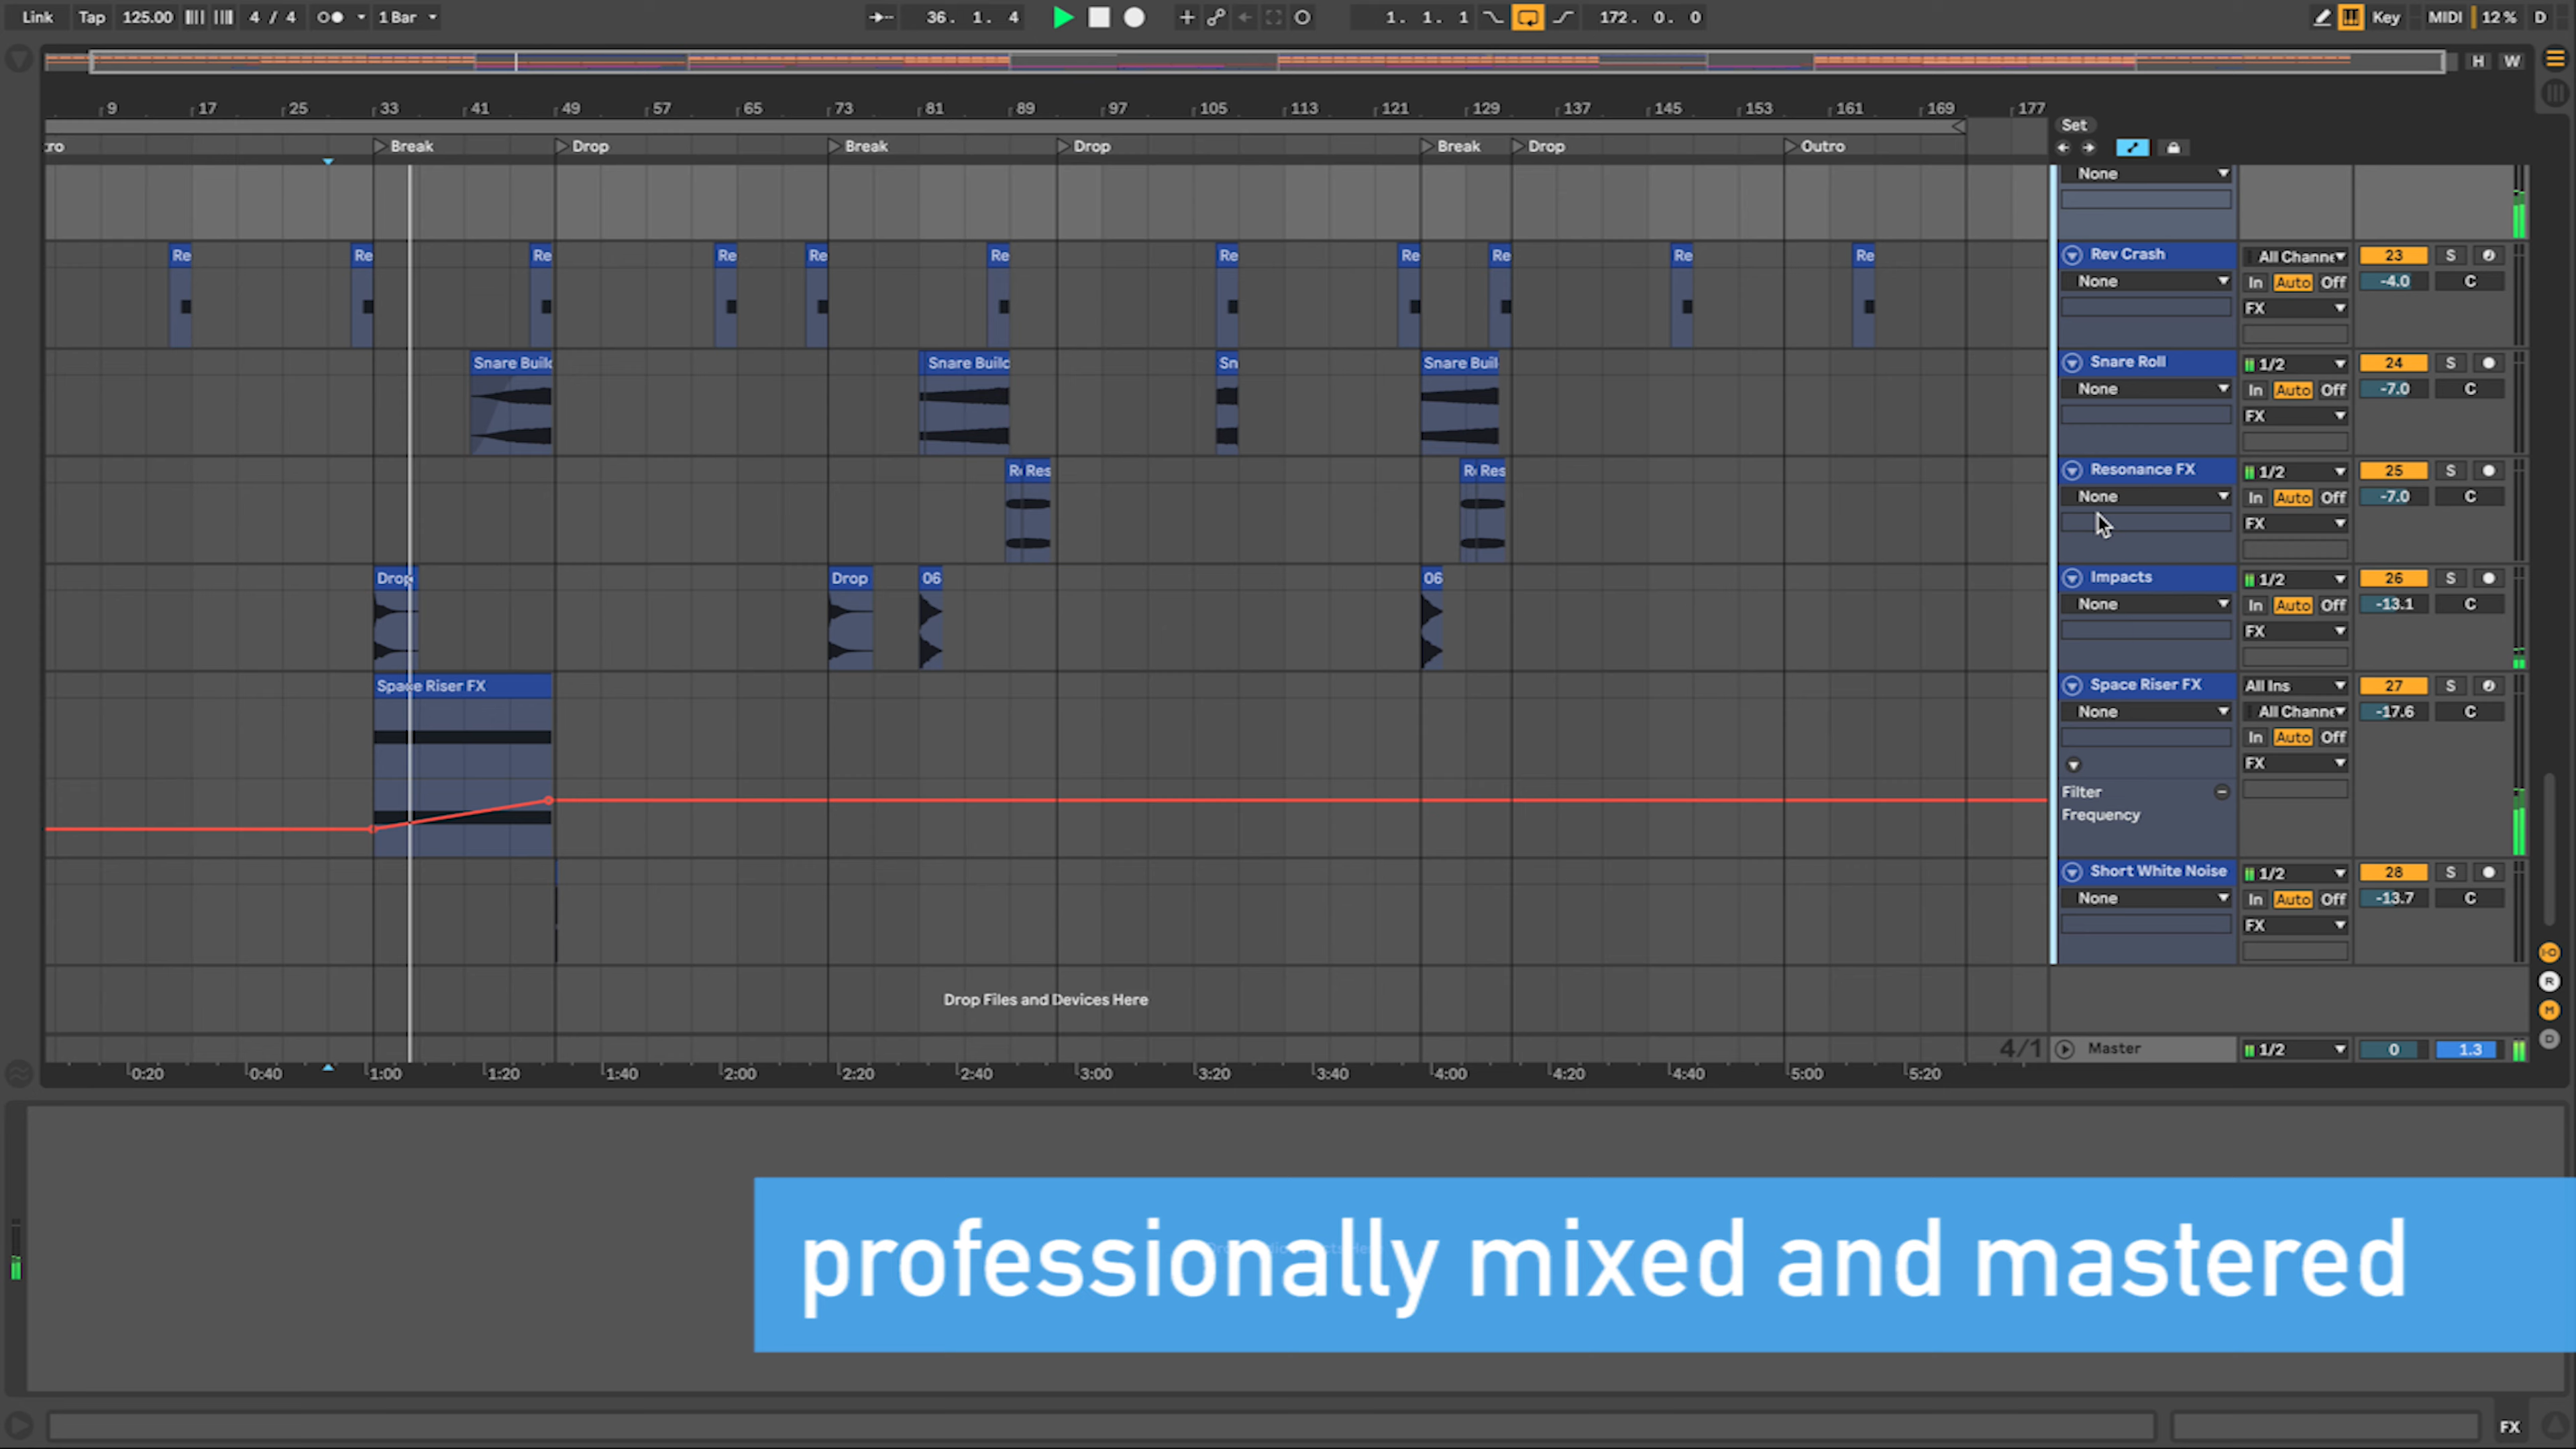 Link Tap 125.00 4 / 4 1 Bar 36. 1. 4 1. 1. 1 172. 0. 0 Key MIDI 12 % D
H W
9 17 25 33 41 49 57 65 73 81 89 97 105 113 121 129 137 145 153 161 169 177
Set
ro Break Drop Break Drop Break Drop Outro
None
Re Re Re Re Re Re Re Re Re Re Re Rev Crash All Channe 23 S
None In Auto Off -4.0 C
FX
Snare Build Snare Build Sn Snare Buil Snare Roll 1/2 24 S
None In Auto Off -7.0 C
FX
Re Res Re Res Resonance FX 1/2 25 S
None In Auto Off -7.0 C
FX
Drop Drop 06 06 Impacts 1/2 26 S
None In Auto Off -13.1 C
FX
Space Riser FX Space Riser FX All Ins 27 S
None All Channe -17.6 C
In Auto Off
FX
Filter
Frequency
Short White Noise 1/2 28 S
None In Auto Off -13.7 C
FX
Drop Files and Devices Here
R
M
D
4/1 Master 1/2 0 1.3
0:20 0:40 1:00 1:20 1:40 2:00 2:20 2:40 3:00 3:20 3:40 4:00 4:20 4:40 5:00 5:20
professionally mixed and mastered
FX